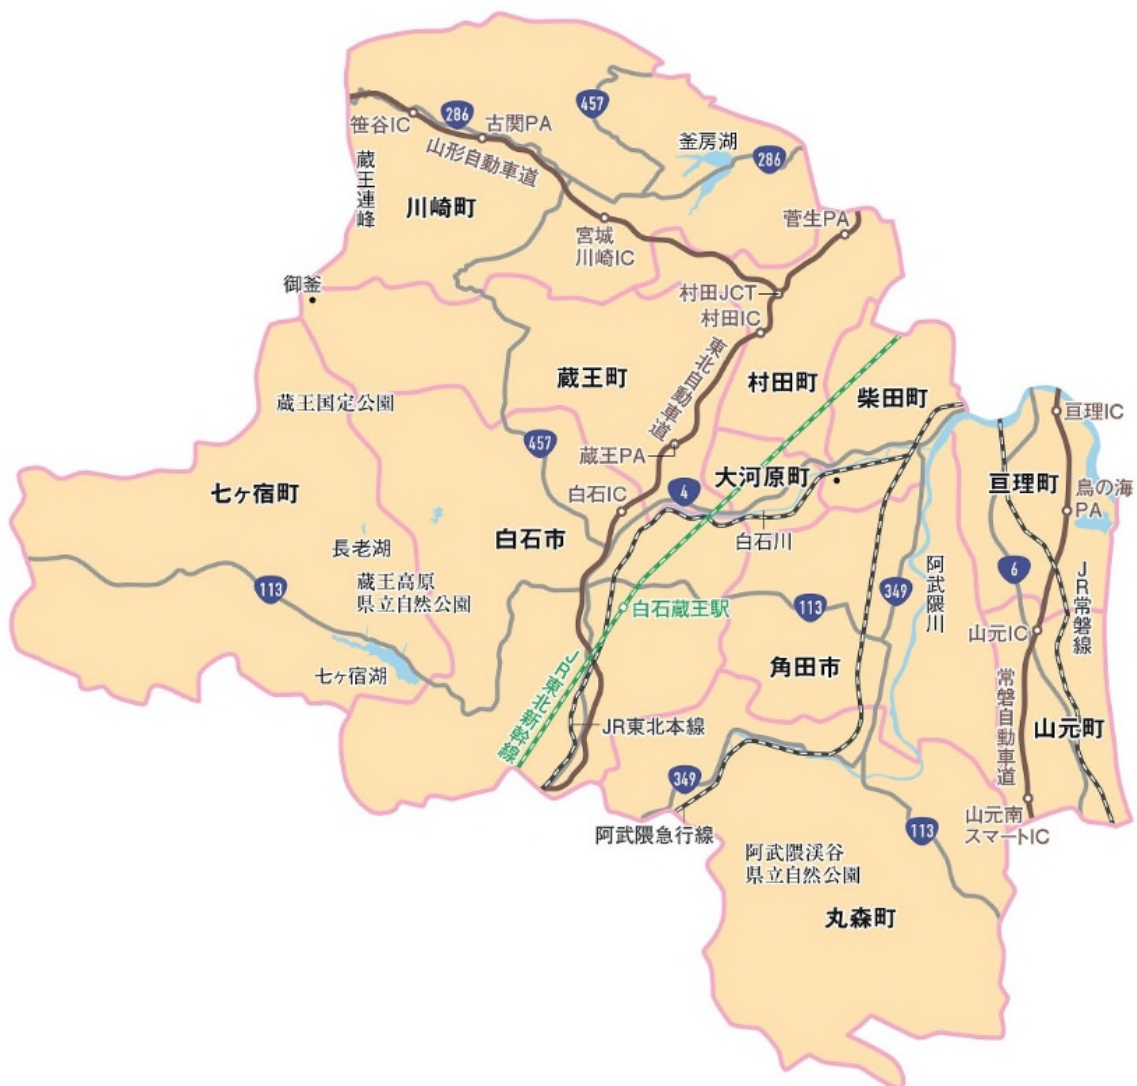 457
286
笹谷IC
古関PA
山形自動車道
釜房湖
286
蔵王連峰
川崎町
菅生PA
宮城
川崎IC
御釜
村田JCT
村田IC
東北自動車道
蔵王町
村田町
柴田町
蔵王国定公園
亘理IC
457
蔵王PA
大河原町
七ヶ宿町
白石IC
4
亘理町
鳥の海
PA
白石市
白石川
長老湖
阿武隈川
6
JR常磐線
蔵王高原
県立自然公園
113
白石蔵王駅
113
349
山元IC
七ヶ宿湖
角田市
JR東北新幹線
常磐自動車道
JR東北本線
山元町
349
山元南
スマートIC
阿武隈急行線
113
阿武隈渓谷
県立自然公園
丸森町